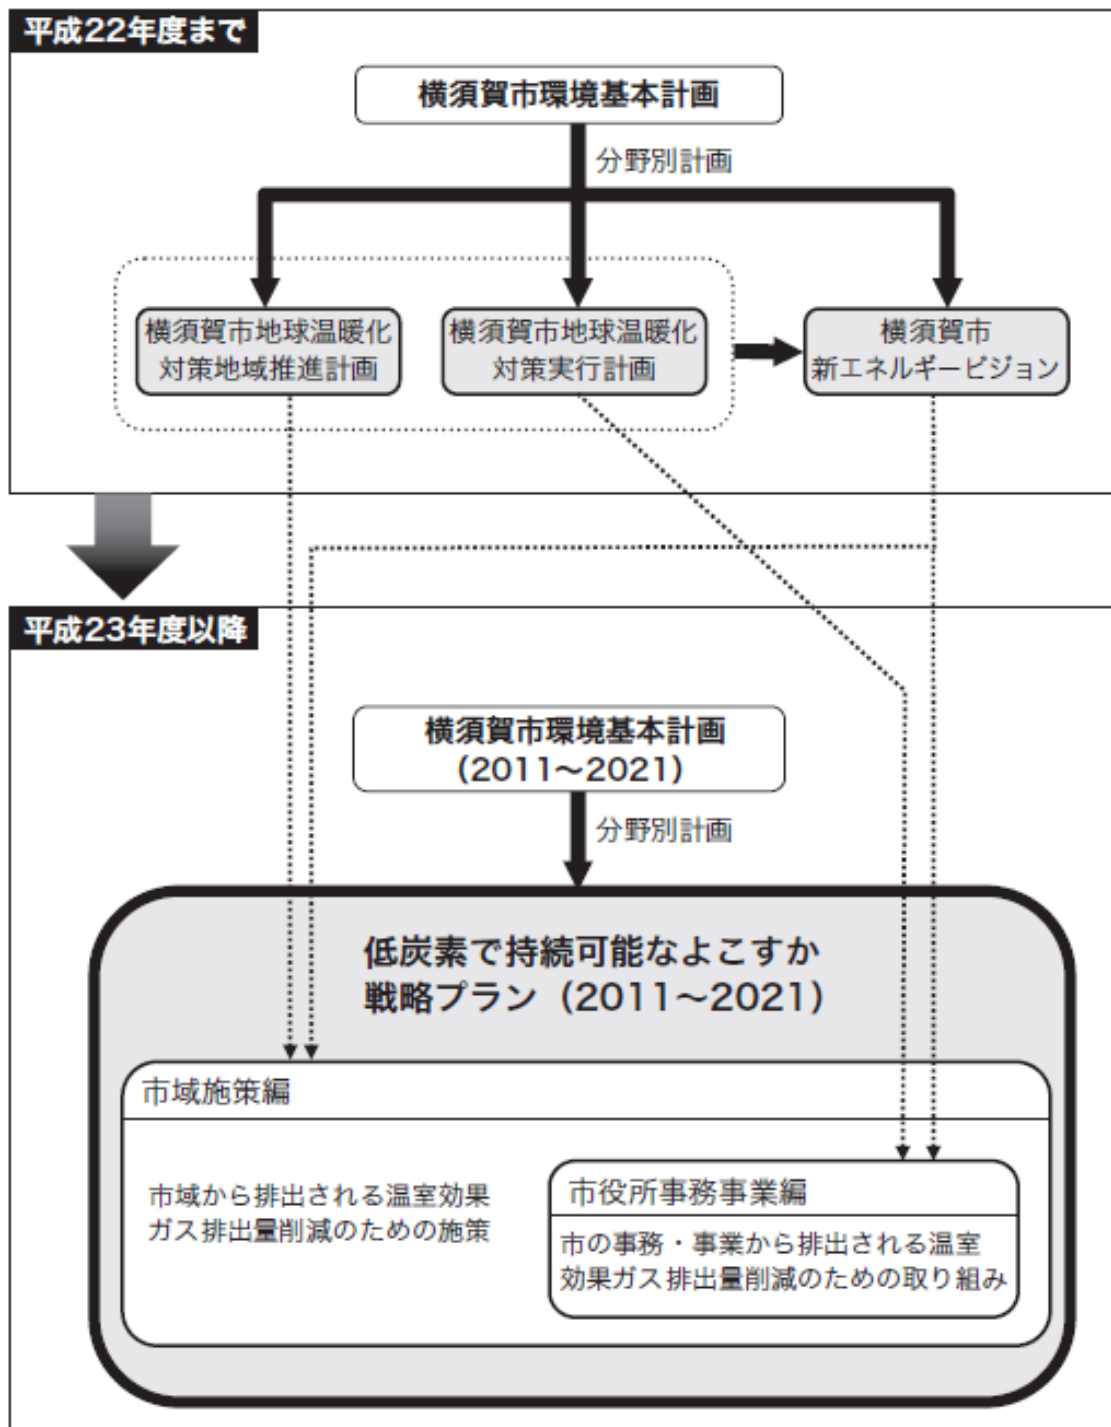 平成22年度まで
横須賀市環境基本計画
分野別計画
横須賀市地球温暖化
対策地域推進計画
横須賀市地球温暖化
対策実行計画
横須賀市
新エネルギービジョン
平成23年度以降
横須賀市環境基本計画
（2011～2021）
分野別計画
低炭素で持続可能なよこすか
戦略プラン（2011～2021）
市域施策編
市域から排出される温室効果
ガス排出量削減のための施策
市役所事務事業編
市の事務・事業から排出される温室
効果ガス排出量削減のための取り組み